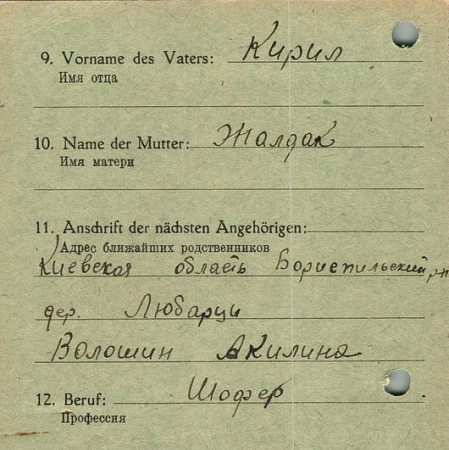 9. Vorname des Vaters: Кирил
Имя отца
10. Name der Mutter: Жалдак
Имя матери
11. Anschrift der nächsten Angehörigen:
Адрес ближайших родственников
Киевская область Бориспильский р-н
дер. Любарцы
Волошин Акилина
12. Beruf: Шофер
Профессия